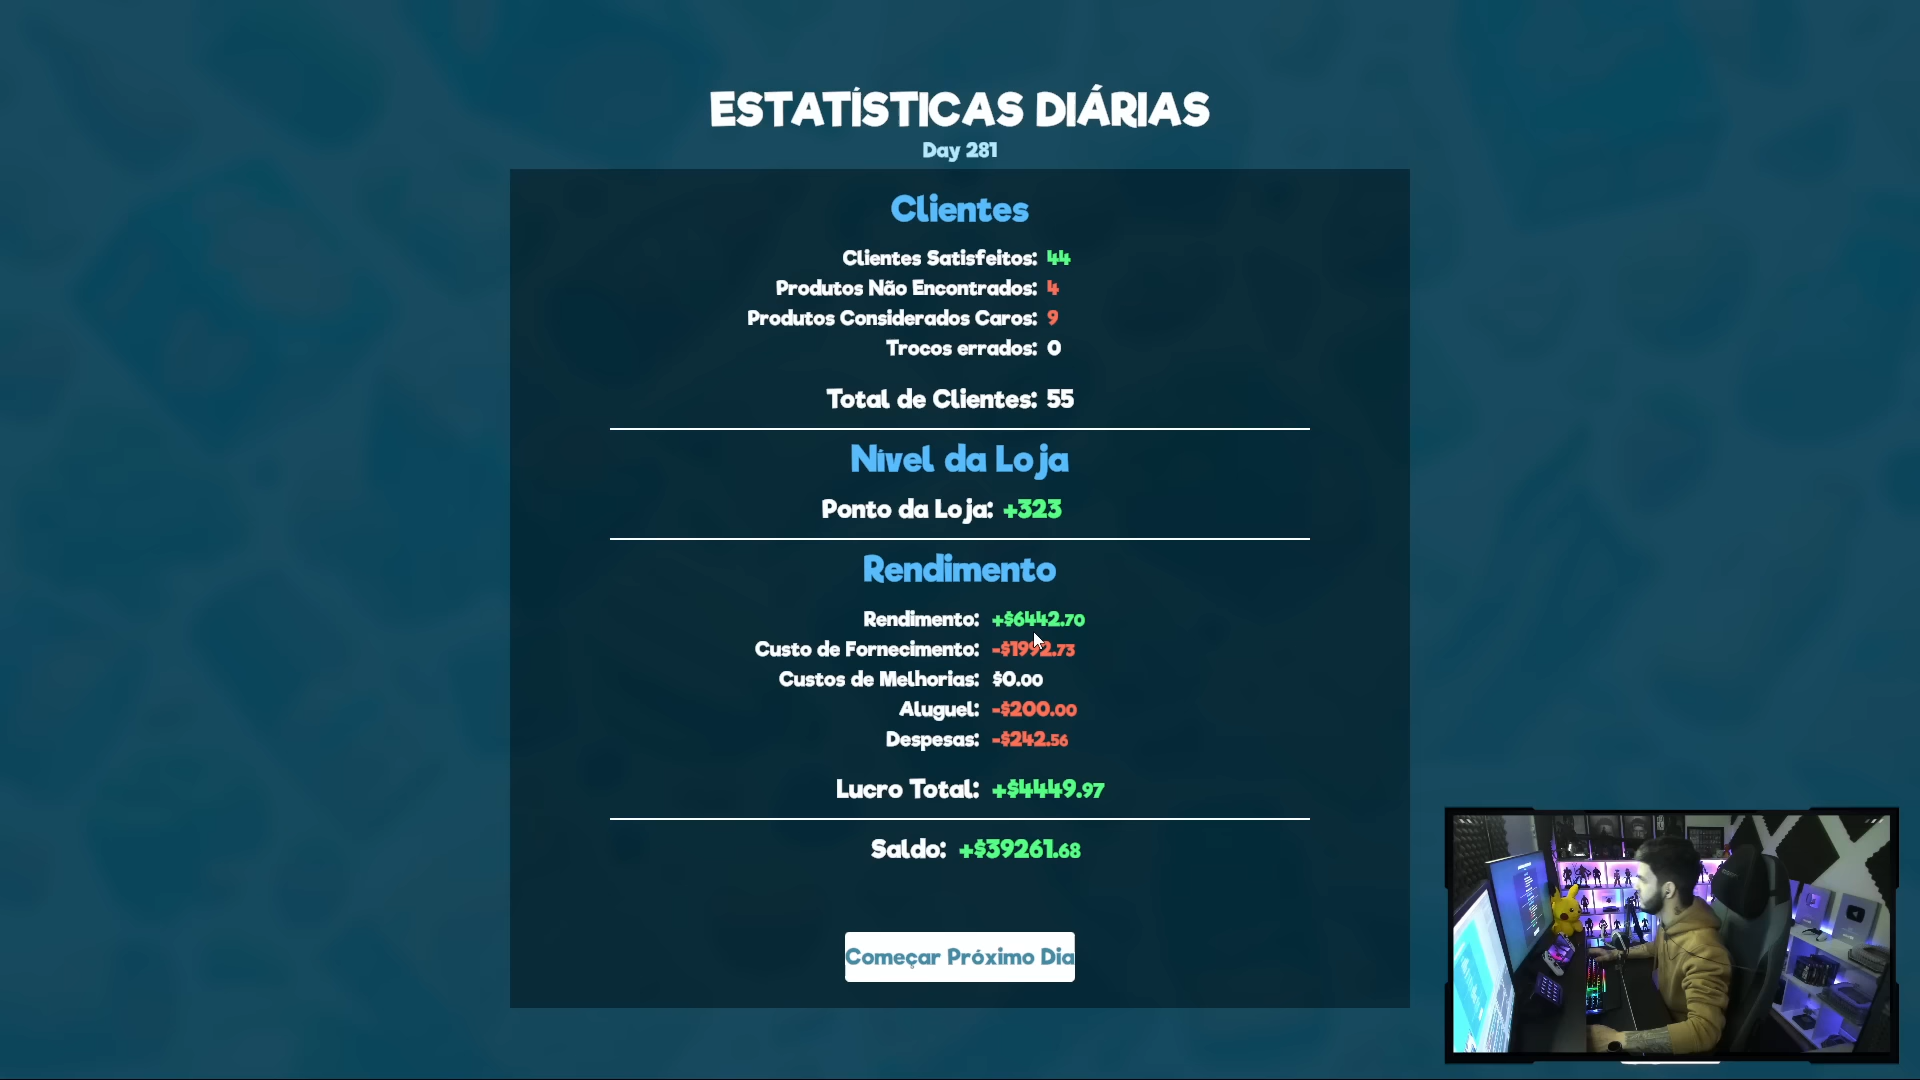 ESTATÍSTICAS DIÁRIAS
Day 281
Clientes
Clientes Satisfeitos: 44
Produtos Não Encontrados: 4
Produtos Considerados Caros: 9
Trocos errados: 0
Total de Clientes: 55
Nível da Loja
Ponto da Loja: +323
Rendimento
Rendimento: +$6442.70
Custo de Fornecimento: -$1992.73
Custos de Melhorias: $0.00
Aluguel: -$200.00
Despesas: -$242.56
Lucro Total: +$4449.97
Saldo: +$39261.68
Começar Próximo Dia